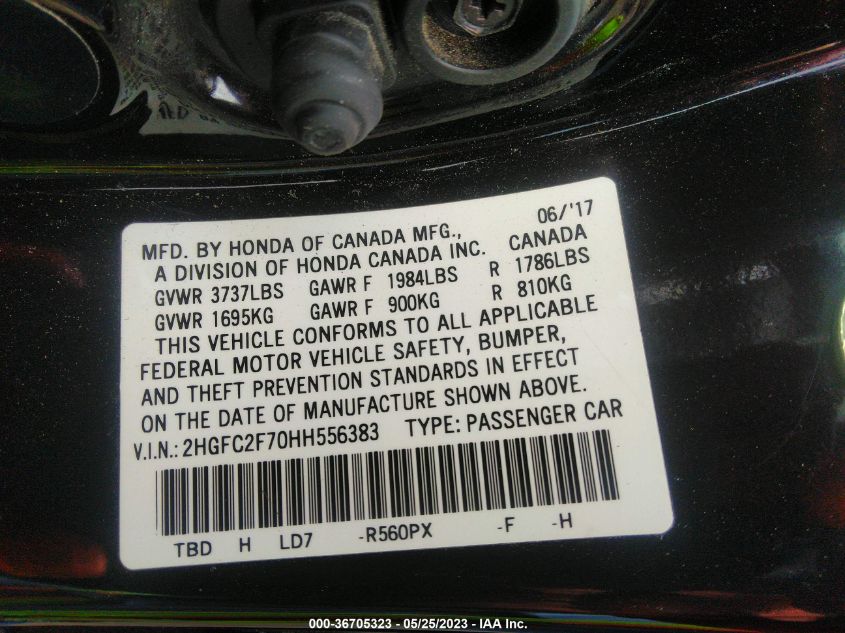 06/'17
MFD. BY HONDA OF CANADA MFG.,
A DIVISION OF HONDA CANADA INC. CANADA
GVWR 3737LBS GAWR F 1984LBS R 1786LBS
GVWR 1695KG GAWR F 900KG R 810KG
THIS VEHICLE CONFORMS TO ALL APPLICABLE
FEDERAL MOTOR VEHICLE SAFETY, BUMPER,
AND THEFT PREVENTION STANDARDS IN EFFECT
ON THE DATE OF MANUFACTURE SHOWN ABOVE.
V.I.N.: 2HGFC2F70HH556383 TYPE: PASSENGER CAR
TBD H LD7 -R560PX -F -H
000-36705323 - 05/25/2023 - IAA Inc.